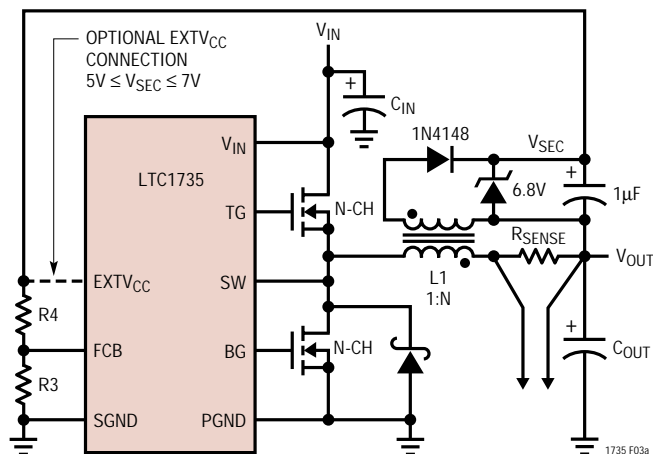 OPTIONAL EXTVCC
CONNECTION
5V ≤ VSEC ≤ 7V
VIN
+
CIN
VIN
LTC1735
TG
N-CH
1N4148
VSEC
6.8V
+
1µF
EXTVCC
SW
L1
1:N
RSENSE
VOUT
R4
FCB
BG
N-CH
+
COUT
R3
SGND
PGND
1735 F03a